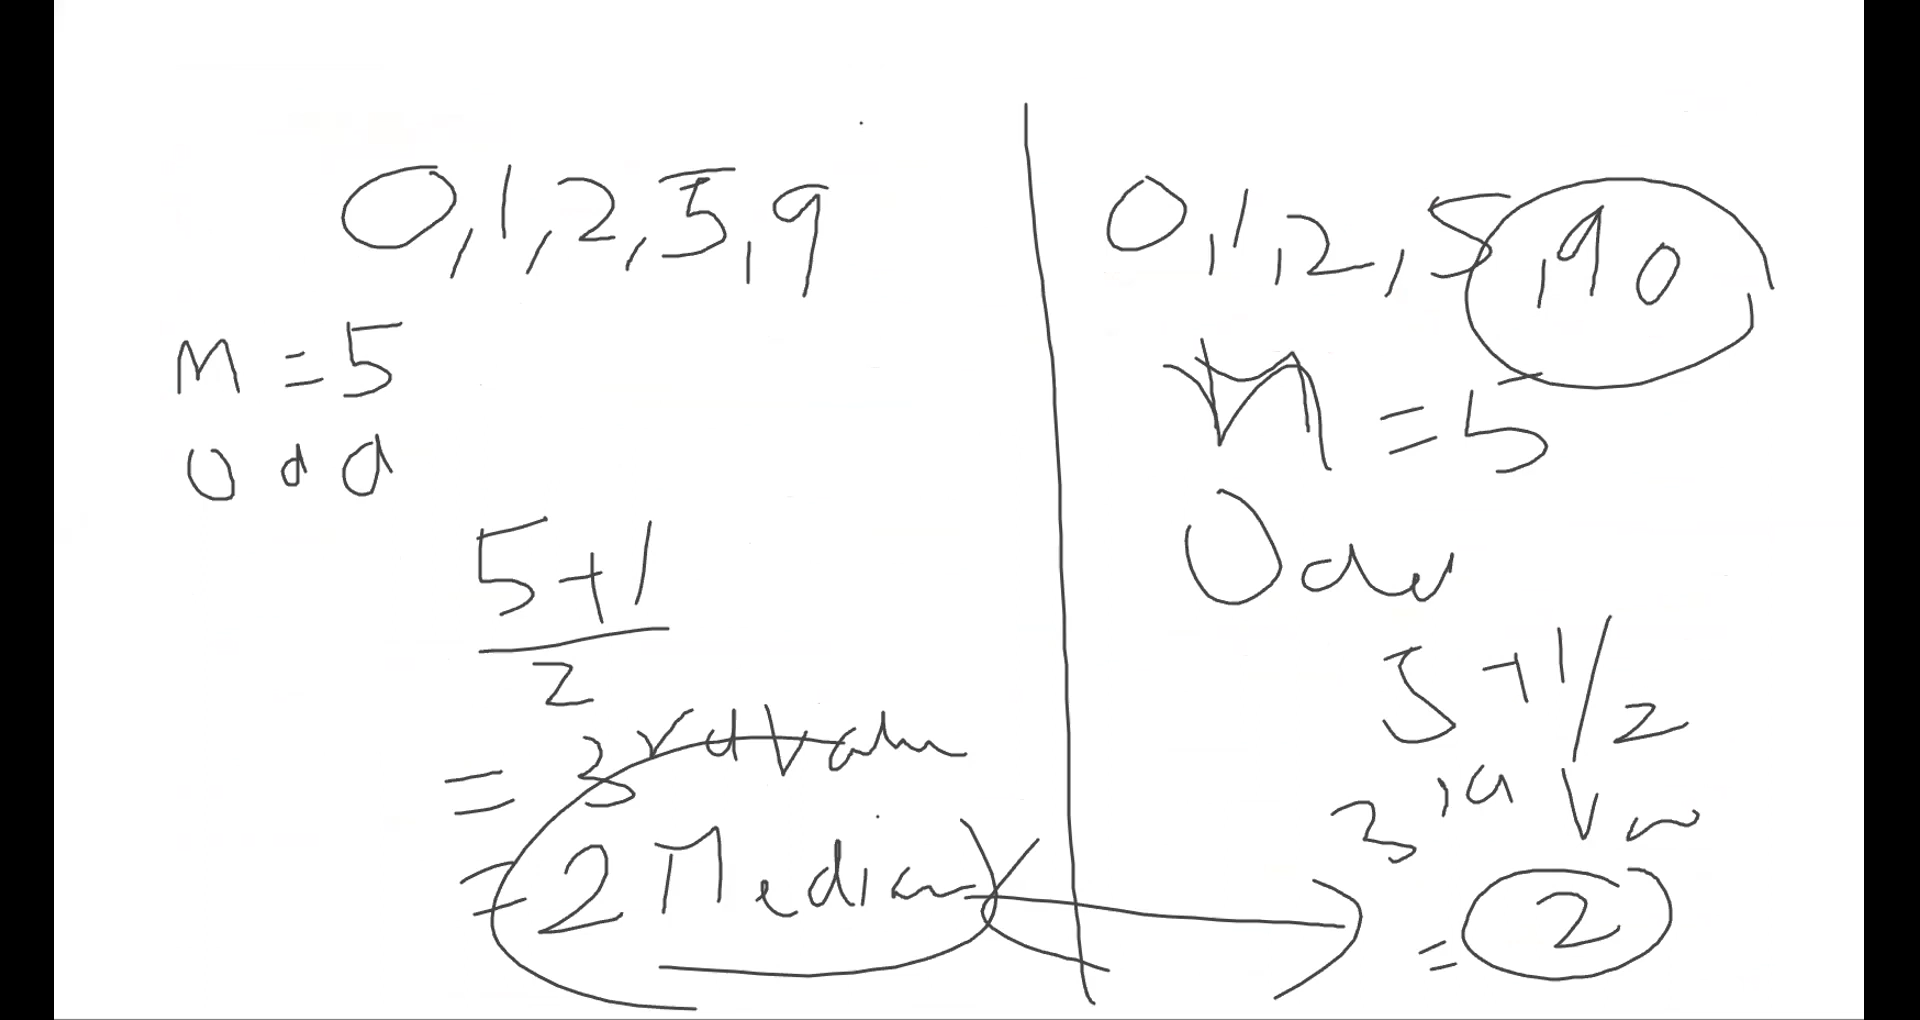 0,1,2,5,9
n = 5
odd
5+1
2
= 3rd Value
= 2 Median
0,1,2,5,90
n = 5
Odd
5+1/2
3rd
= 2